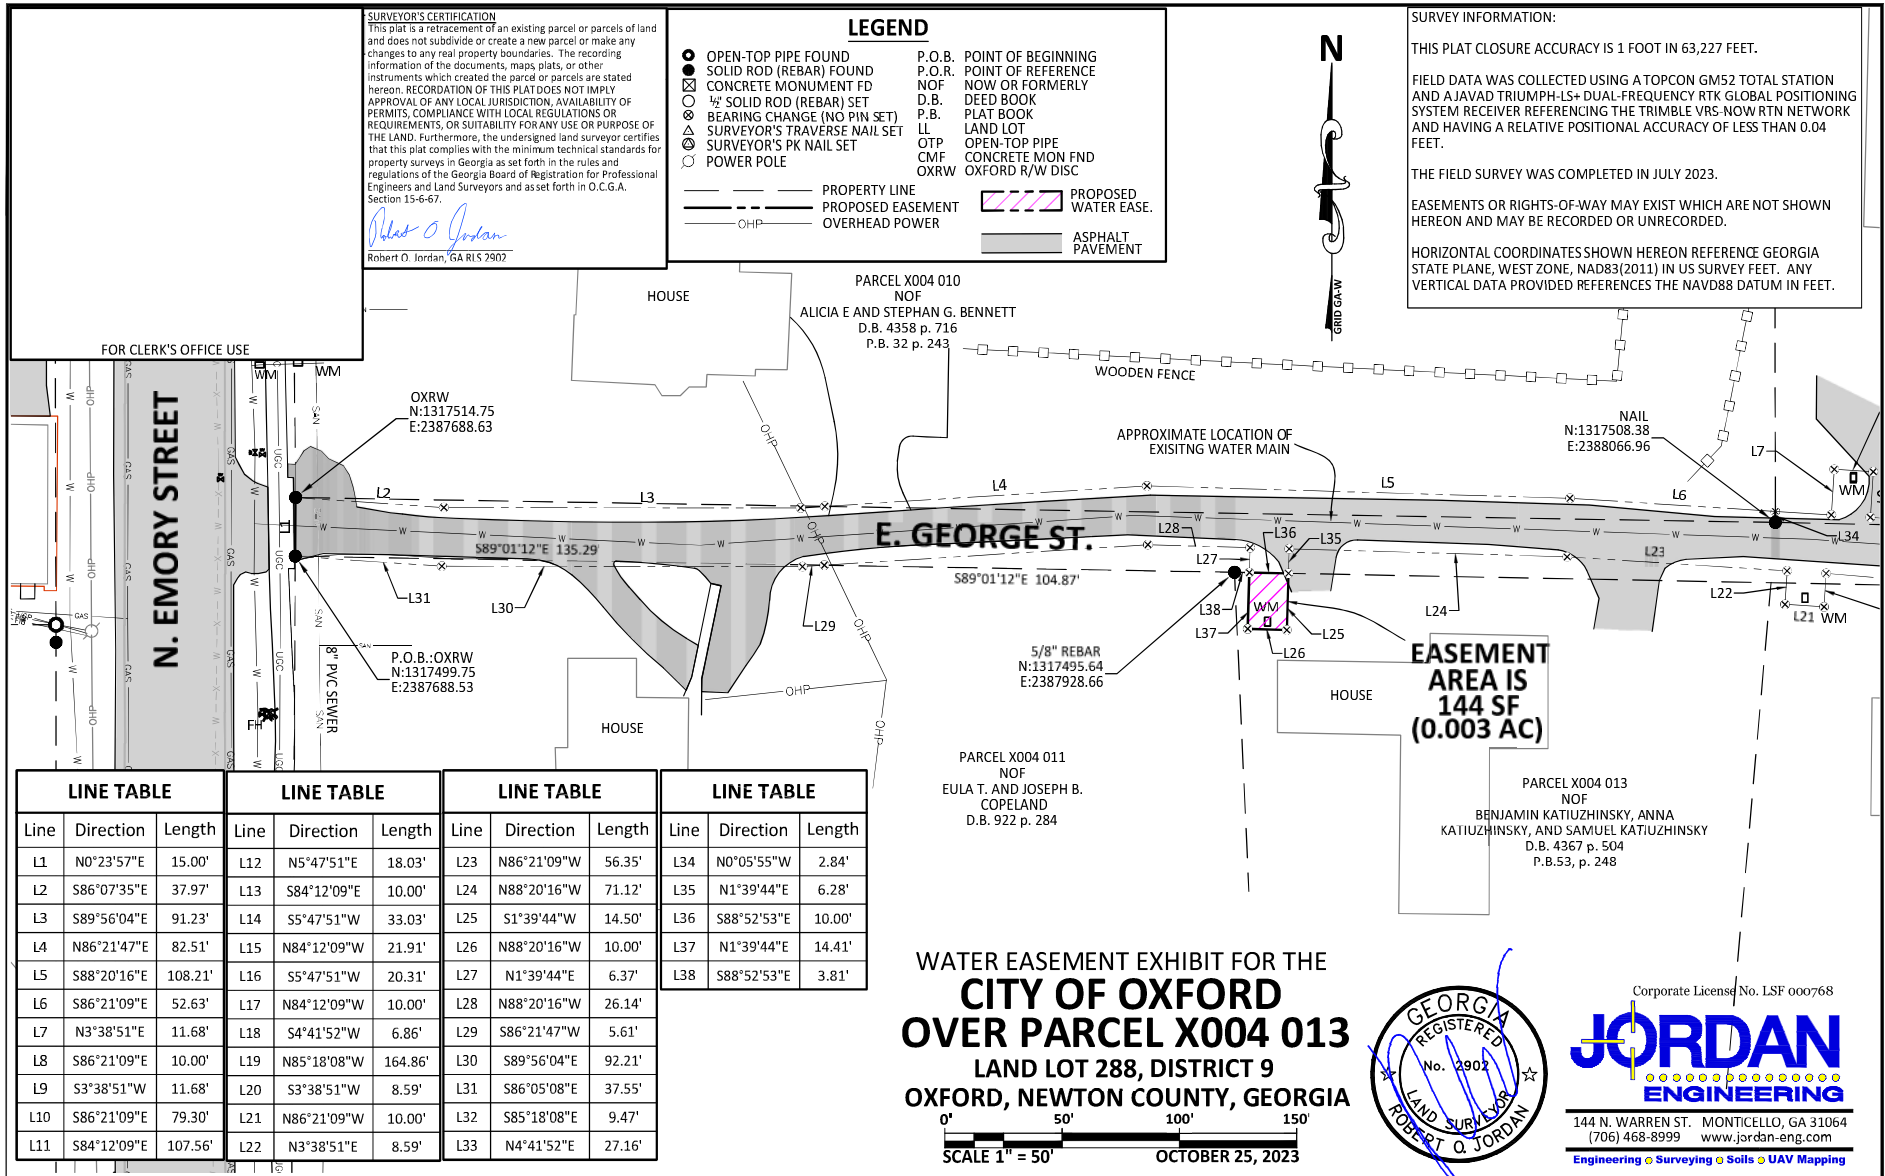 SURVEYOR'S CERTIFICATION
This plat is a retracement of an existing parcel or parcels of land
and does not subdivide or create a new parcel or make any
changes to any real property boundaries. The recording
information of the documents, maps, plats, or other
instruments which created the parcel or parcels are stated
hereon. RECORDATION OF THIS PLAT DOES NOT IMPLY
APPROVAL OF ANY LOCAL JURISDICTION, AVAILABILITY OF
PERMITS, COMPLIANCE WITH LOCAL REGULATIONS OR
REQUIREMENTS, OR SUITABILITY FOR ANY USE OR PURPOSE OF
THE LAND. Furthermore, the undersigned land surveyor certifies
that this plat complies with the minimum technical standards for
property surveys in Georgia as set forth in the rules and
regulations of the Georgia Board of Registration for Professional
Engineers and Land Surveyors and as set forth in O.C.G.A.
Section 15-6-67.
Robert O Jordan
Robert O. Jordan, GA RLS 2902
FOR CLERK'S OFFICE USE
LEGEND
OPEN-TOP PIPE FOUND
SOLID ROD (REBAR) FOUND
CONCRETE MONUMENT FD
½" SOLID ROD (REBAR) SET
BEARING CHANGE (NO PIN SET)
SURVEYOR'S TRAVERSE NAIL SET
SURVEYOR'S PK NAIL SET
POWER POLE
P.O.B. POINT OF BEGINNING
P.O.R. POINT OF REFERENCE
NOF NOW OR FORMERLY
D.B. DEED BOOK
P.B. PLAT BOOK
LL LAND LOT
OTP OPEN-TOP PIPE
CMF CONCRETE MON FND
OXRW OXFORD R/W DISC
PROPERTY LINE
PROPOSED EASEMENT
OHP OVERHEAD POWER
PROPOSED
WATER EASE.
ASPHALT
PAVEMENT
N
GRID GA-W
SURVEY INFORMATION:
THIS PLAT CLOSURE ACCURACY IS 1 FOOT IN 63,227 FEET.
FIELD DATA WAS COLLECTED USING A TOPCON GM52 TOTAL STATION
AND A JAVAD TRIUMPH-LS+ DUAL-FREQUENCY RTK GLOBAL POSITIONING
SYSTEM RECEIVER REFERENCING THE TRIMBLE VRS-NOW RTN NETWORK
AND HAVING A RELATIVE POSITIONAL ACCURACY OF LESS THAN 0.04
FEET.
THE FIELD SURVEY WAS COMPLETED IN JULY 2023.
EASEMENTS OR RIGHTS-OF-WAY MAY EXIST WHICH ARE NOT SHOWN
HEREON AND MAY BE RECORDED OR UNRECORDED.
HORIZONTAL COORDINATES SHOWN HEREON REFERENCE GEORGIA
STATE PLANE, WEST ZONE, NAD83(2011) IN US SURVEY FEET. ANY
VERTICAL DATA PROVIDED REFERENCES THE NAVD88 DATUM IN FEET.
HOUSE
PARCEL X004 010
NOF
ALICIA E AND STEPHAN G. BENNETT
D.B. 4358 p. 716
P.B. 32 p. 243
WOODEN FENCE
WM
WM
OXRW
N:1317514.75
E:2387688.63
APPROXIMATE LOCATION OF
EXISITNG WATER MAIN
NAIL
N:1317508.38
E:2388066.96
N. EMORY STREET
E. GEORGE ST.
L1
L2
L3
L4
L5
L6
L7
WM
L34
L28
L36
L35
L27
L23
S89°01'12"E 135.29'
S89°01'12"E 104.87'
L31
L30
L29
L38
L37
WM
L25
L26
L24
L22
L21 WM
P.O.B.:OXRW
N:1317499.75
E:2387688.53
5/8" REBAR
N:1317495.64
E:2387928.66
8" PVC SEWER
FH
SAN
GAS
UGC
OHP
W
HOUSE
HOUSE
EASEMENT
AREA IS
144 SF
(0.003 AC)
PARCEL X004 011
NOF
EULA T. AND JOSEPH B.
COPELAND
D.B. 922 p. 284
PARCEL X004 013
NOF
BENJAMIN KATIUZHINSKY, ANNA
KATIUZHINSKY, AND SAMUEL KATIUZHINSKY
D.B. 4367 p. 504
P.B.53, p. 248
LINE TABLE
Line Direction Length
L1 N0°23'57"E 15.00'
L2 S86°07'35"E 37.97'
L3 S89°56'04"E 91.23'
L4 N86°21'47"E 82.51'
L5 S88°20'16"E 108.21'
L6 S86°21'09"E 52.63'
L7 N3°38'51"E 11.68'
L8 S86°21'09"E 10.00'
L9 S3°38'51"W 11.68'
L10 S86°21'09"E 79.30'
L11 S84°12'09"E 107.56'
LINE TABLE
Line Direction Length
L12 N5°47'51"E 18.03'
L13 S84°12'09"E 10.00'
L14 S5°47'51"W 33.03'
L15 N84°12'09"W 21.91'
L16 S5°47'51"W 20.31'
L17 N84°12'09"W 10.00'
L18 S4°41'52"W 6.86'
L19 N85°18'08"W 164.86'
L20 S3°38'51"W 8.59'
L21 N86°21'09"W 10.00'
L22 N3°38'51"E 8.59'
LINE TABLE
Line Direction Length
L23 N86°21'09"W 56.35'
L24 N88°20'16"W 71.12'
L25 S1°39'44"W 14.50'
L26 N88°20'16"W 10.00'
L27 N1°39'44"E 6.37'
L28 N88°20'16"W 26.14'
L29 S86°21'47"W 5.61'
L30 S89°56'04"E 92.21'
L31 S86°05'08"E 37.55'
L32 S85°18'08"E 9.47'
L33 N4°41'52"E 27.16'
LINE TABLE
Line Direction Length
L34 N0°05'55"W 2.84'
L35 N1°39'44"E 6.28'
L36 S88°52'53"E 10.00'
L37 N1°39'44"E 14.41'
L38 S88°52'53"E 3.81'
WATER EASEMENT EXHIBIT FOR THE
CITY OF OXFORD
OVER PARCEL X004 013
LAND LOT 288, DISTRICT 9
OXFORD, NEWTON COUNTY, GEORGIA
0' 50' 100' 150'
SCALE 1" = 50' OCTOBER 25, 2023
GEORGIA
REGISTERED
No. 2902
LAND SURVEYOR
ROBERT O. JORDAN
Corporate License No. LSF 000768
JORDAN
ENGINEERING
144 N. WARREN ST. MONTICELLO, GA 31064
(706) 468-8999 www.jordan-eng.com
Engineering Surveying Soils UAV Mapping